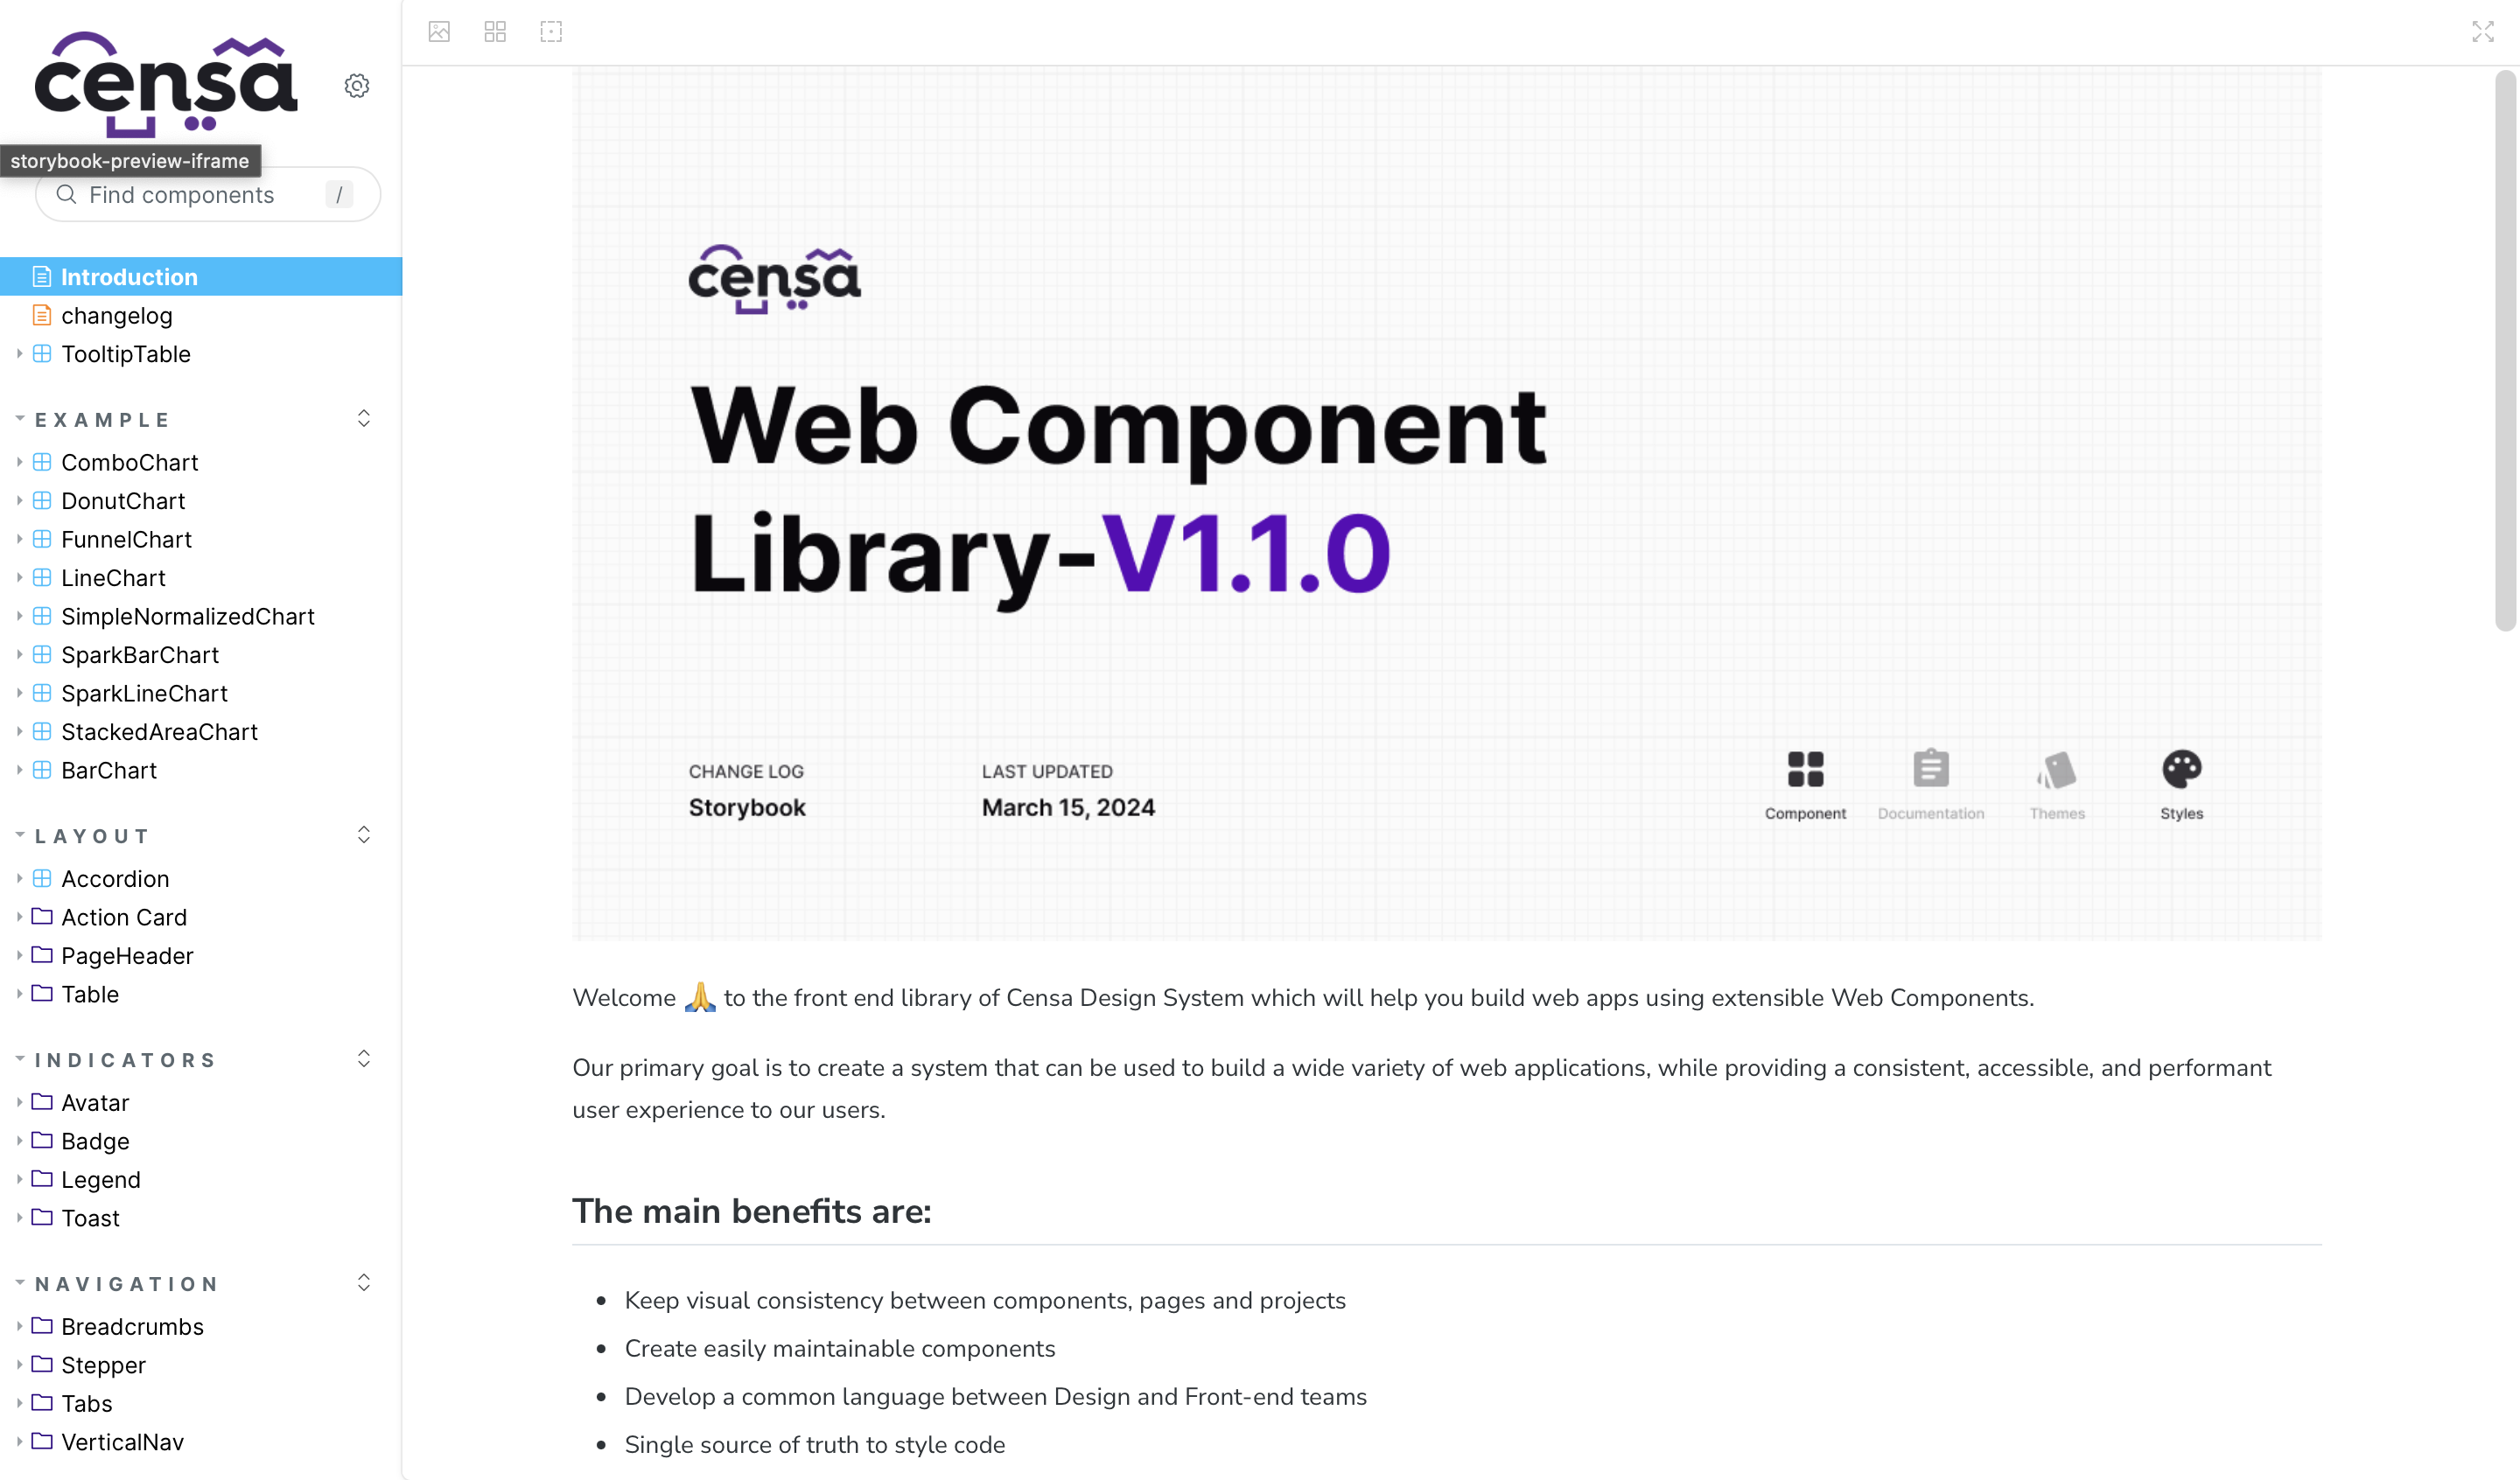 censa
storybook-preview-iframe
Find components /
Introduction
changelog
TooltipTable
EXAMPLE
ComboChart
DonutChart
FunnelChart
LineChart
SimpleNormalizedChart
SparkBarChart
SparkLineChart
StackedAreaChart
BarChart
LAYOUT
Accordion
Action Card
PageHeader
Table
INDICATORS
Avatar
Badge
Legend
Toast
NAVIGATION
Breadcrumbs
Stepper
Tabs
VerticalNav
censa
Web Component
Library-V1.1.0
CHANGE LOG
Storybook
LAST UPDATED
March 15, 2024
Component
Documentation
Themes
Styles
Welcome 🙏 to the front end library of Censa Design System which will help you build web apps using extensible Web Components.
Our primary goal is to create a system that can be used to build a wide variety of web applications, while providing a consistent, accessible, and performant
user experience to our users.
The main benefits are:
• Keep visual consistency between components, pages and projects
• Create easily maintainable components
• Develop a common language between Design and Front-end teams
• Single source of truth to style code